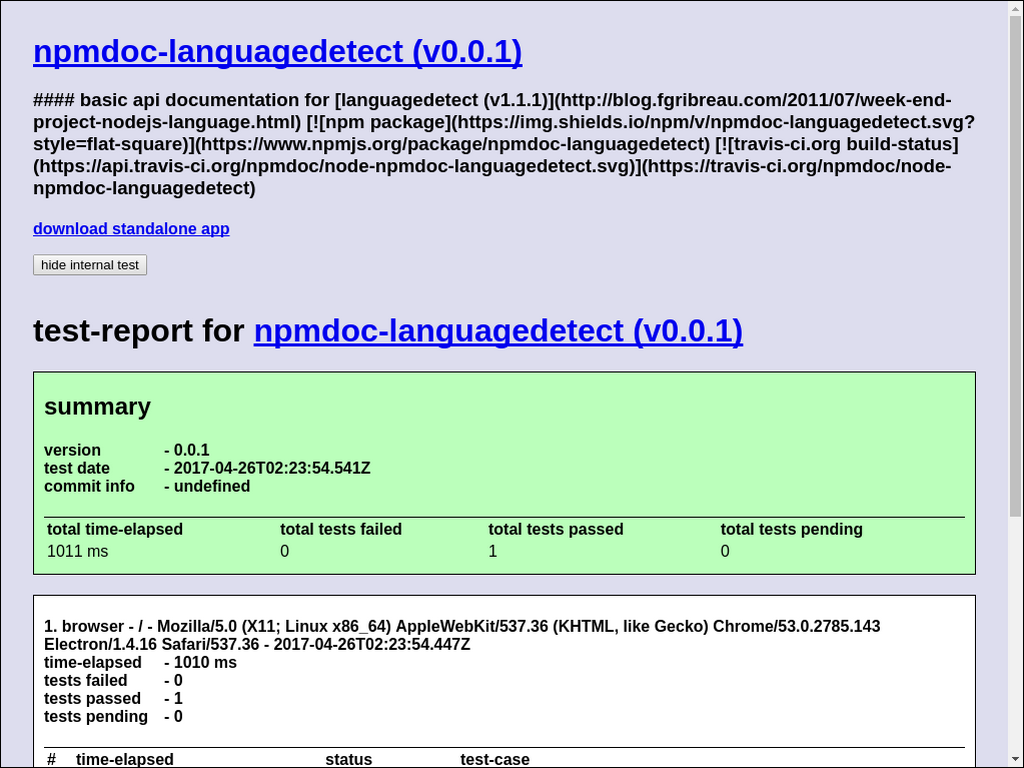 npmdoc-languagedetect (v0.0.1)
#### basic api documentation for [languagedetect (v1.1.1)](http://blog.fgribreau.com/2011/07/week-end-
project-nodejs-language.html) [![npm package](https://img.shields.io/npm/v/npmdoc-languagedetect.svg?
style=flat-square)](https://www.npmjs.org/package/npmdoc-languagedetect) [![travis-ci.org build-status]
(https://api.travis-ci.org/npmdoc/node-npmdoc-languagedetect.svg)](https://travis-ci.org/npmdoc/node-
npmdoc-languagedetect)
download standalone app
hide internal test
test-report for npmdoc-languagedetect (v0.0.1)
summary
version - 0.0.1
test date - 2017-04-26T02:23:54.541Z
commit info - undefined
total time-elapsed total tests failed total tests passed total tests pending
1011 ms 0 1 0
1. browser - / - Mozilla/5.0 (X11; Linux x86_64) AppleWebKit/537.36 (KHTML, like Gecko) Chrome/53.0.2785.143
Electron/1.4.16 Safari/537.36 - 2017-04-26T02:23:54.447Z
time-elapsed - 1010 ms
tests failed - 0
tests passed - 1
tests pending - 0
# time-elapsed status test-case